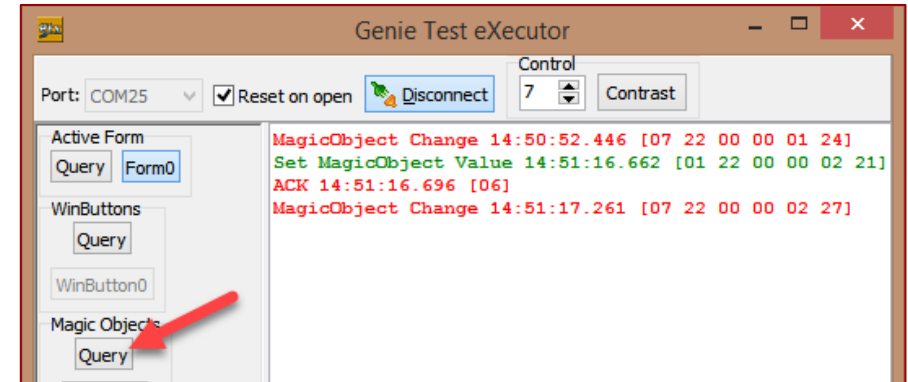 Genie Test eXecutor
Control
Port: COM25 Reset on open Disconnect 7 Contrast
Active Form
Query Form0
WinButtons
Query
WinButton0
Magic Objects
Query
MagicObject Change 14:50:52.446 [07 22 00 00 01 24]
Set MagicObject Value 14:51:16.662 [01 22 00 00 02 21]
ACK 14:51:16.696 [06]
MagicObject Change 14:51:17.261 [07 22 00 00 02 27]